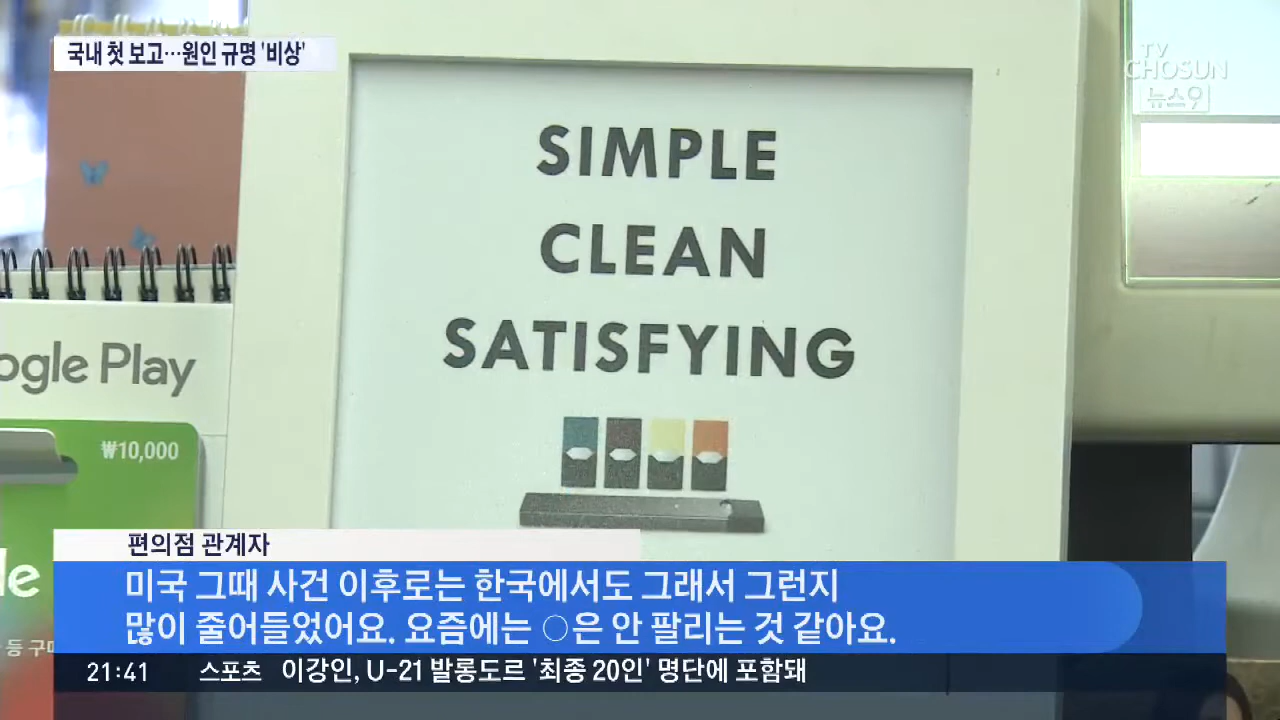 국내 첫 보고…원인 규명 '비상'
TV
CHOSUN
뉴스9
SIMPLE
CLEAN
SATISFYING
ogle Play
₩10,000
le
등 구매
편의점 관계자
미국 그때 사건 이후로는 한국에서도 그래서 그런지
많이 줄어들었어요. 요즘에는 ○은 안 팔리는 것 같아요.
21:41 스포츠 이강인, U-21 발롱도르 '최종 20인' 명단에 포함돼